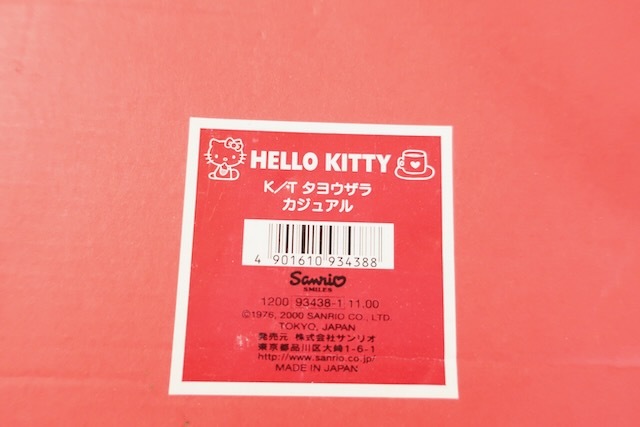 HELLO KITTY
K/T タヨウザラ
カジュアル
4 901610 934388
Sanrio
SMILES
1200 93438-1 11.00
©1976, 2000 SANRIO CO., LTD.
TOKYO, JAPAN
発売元 株式会社サンリオ
東京都品川区大崎1-6-1
http://www.sanrio.co.jp/
MADE IN JAPAN